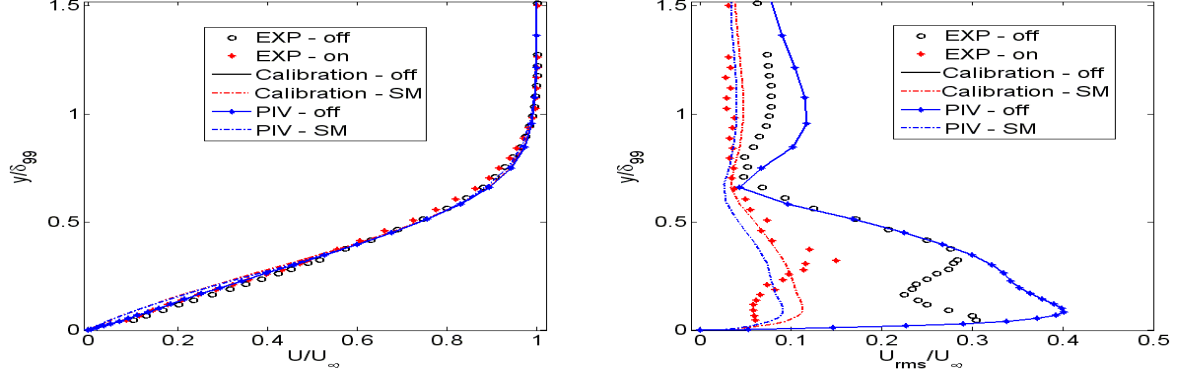 1.5
1
0.5
0
y/δ99
0
0.2
0.4
0.6
0.8
1
U/U∞
EXP - off
EXP - on
Calibration - off
Calibration - SM
PIV - off
PIV - SM
1.5
1
0.5
0
y/δ99
0
0.1
0.2
0.3
0.4
0.5
Urms/U∞
EXP - off
EXP - on
Calibration - off
Calibration - SM
PIV - off
PIV - SM